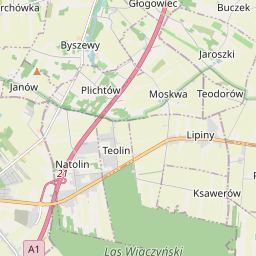 Głogowiec
rchówka
Buczek
Byszewy
Jaroszki
Janów
Plichtów
Moskwa
Teodorów
Lipiny
Teolin
Natolin
21
Ksawerów
A1
Las Wiączyński